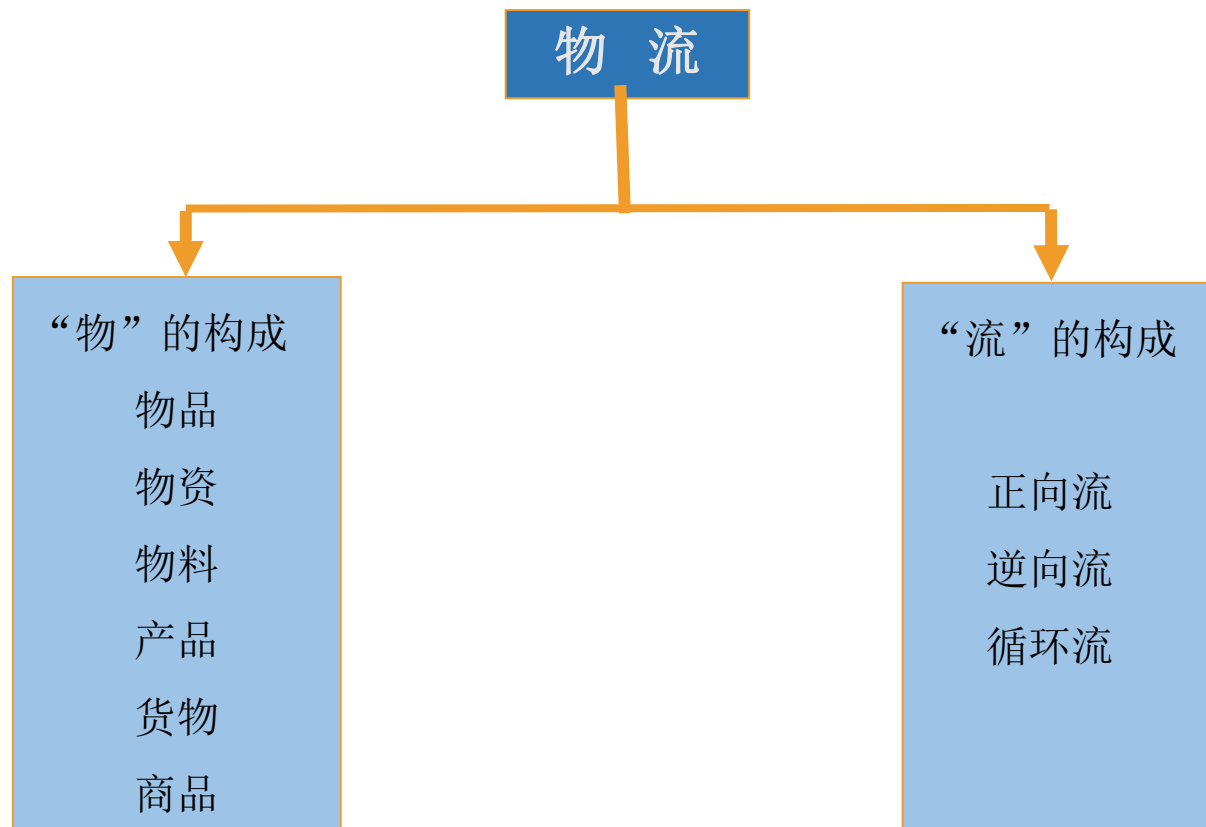 物 流
“物”的构成
物品
物资
物料
产品
货物
商品
“流”的构成
正向流
逆向流
循环流